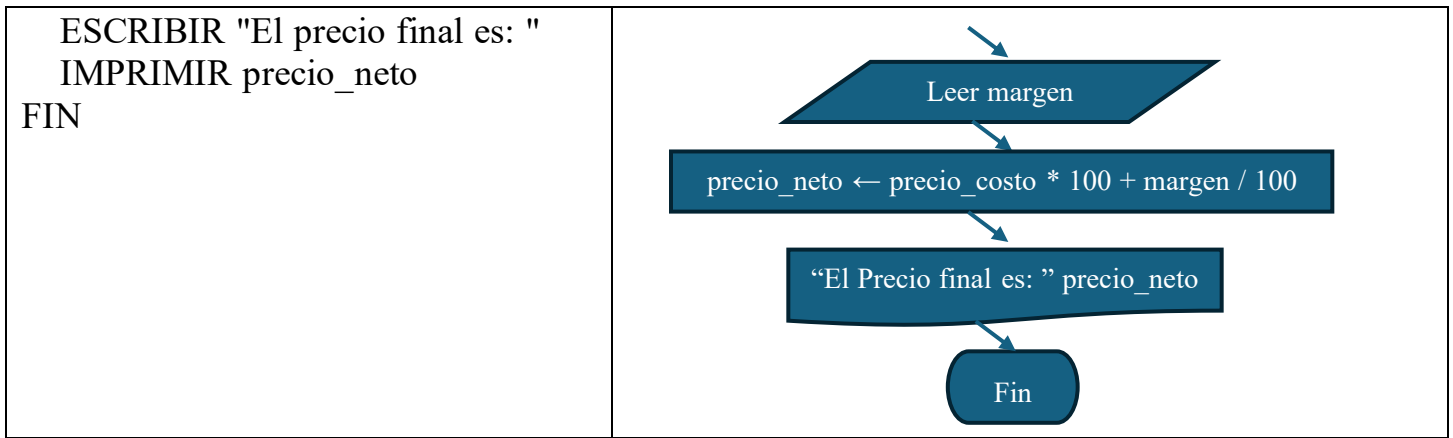 ESCRIBIR "El precio final es: "
IMPRIMIR precio_neto
FIN
Leer margen
precio_neto ← precio_costo * 100 + margen / 100
“El Precio final es: ” precio_neto
Fin